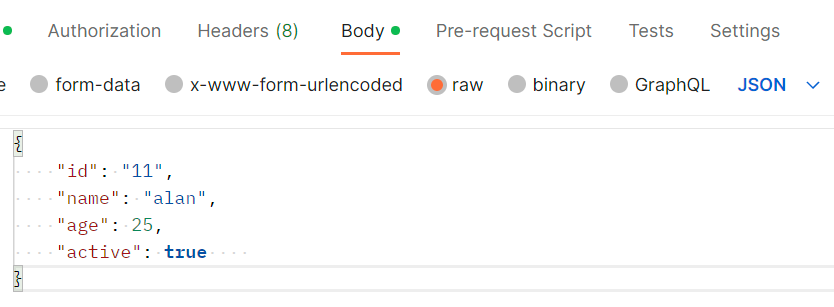 Authorization Headers (8) Body Pre-request Script Tests Settings
e form-data x-www-form-urlencoded raw binary GraphQL JSON
{
    "id": "11",
    "name": "alan",
    "age": 25,
    "active": true
}